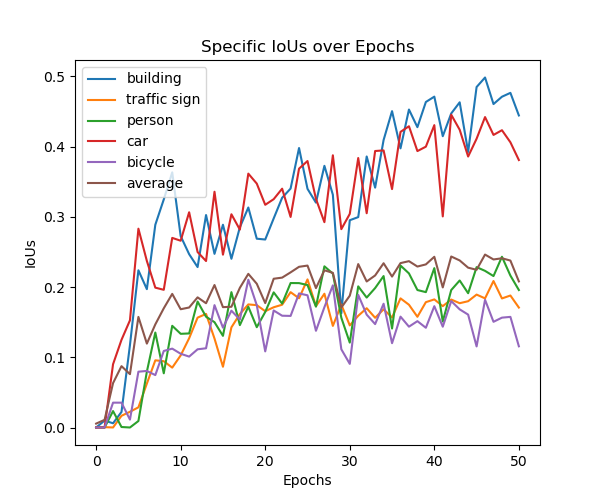 Specific IoUs over Epochs
building
traffic sign
person
car
bicycle
average
IoUs
0.5
0.4
0.3
0.2
0.1
0.0
0 10 20 30 40 50
Epochs